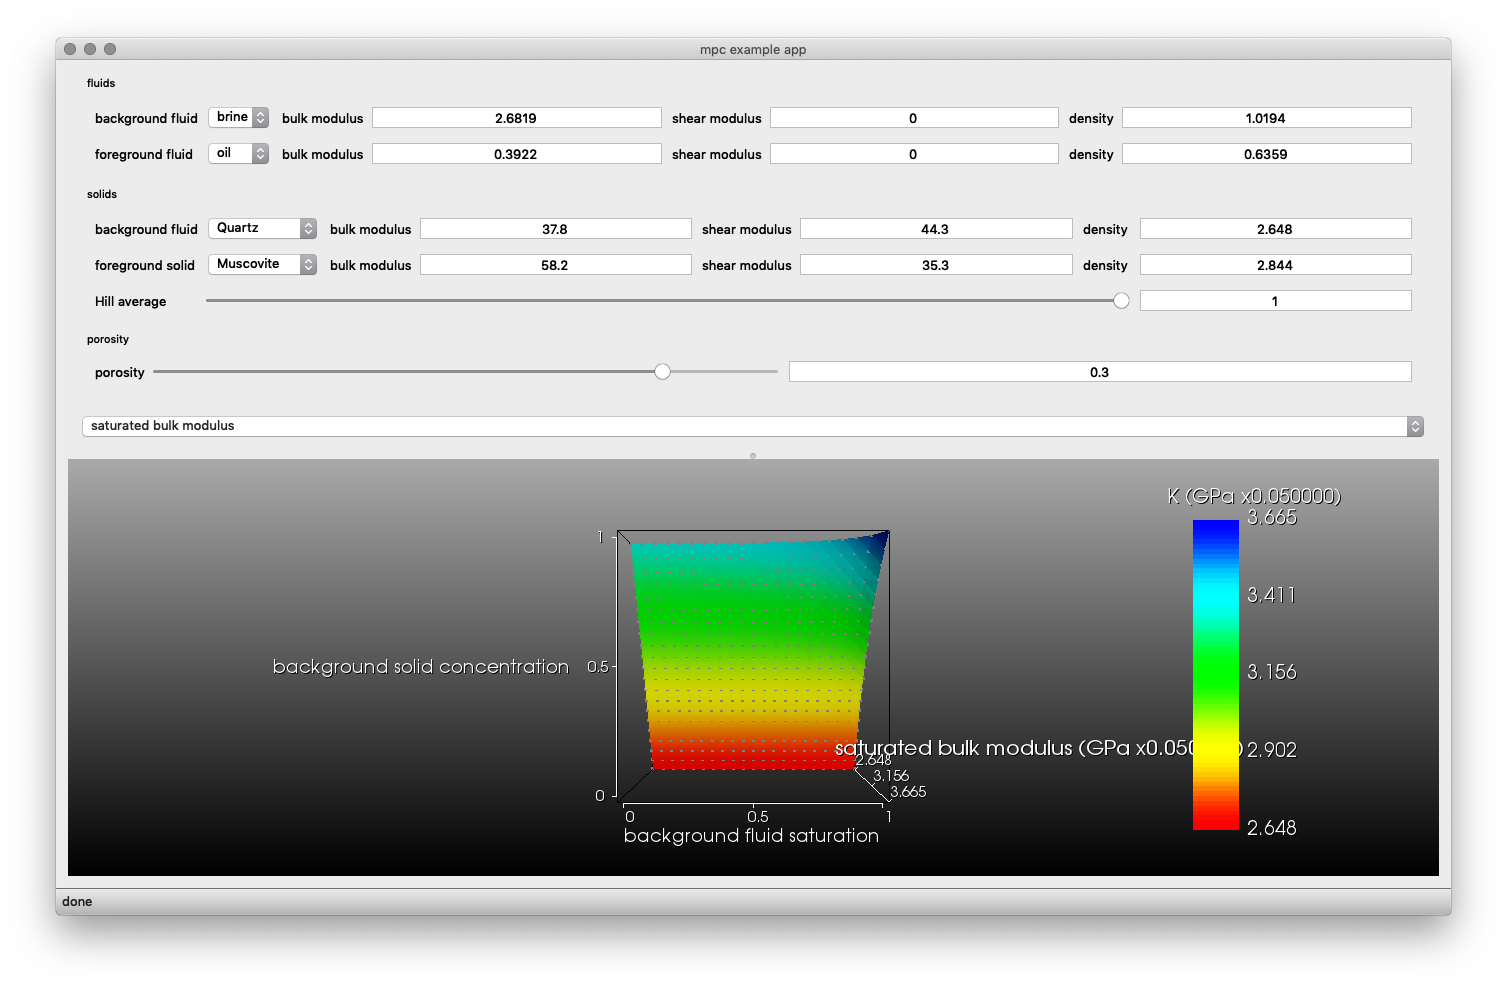 mpc example app
fluids
background fluid brine bulk modulus 2.6819 shear modulus 0 density 1.0194
foreground fluid oil bulk modulus 0.3922 shear modulus 0 density 0.6359
solids
background fluid Quartz bulk modulus 37.8 shear modulus 44.3 density 2.648
foreground solid Muscovite bulk modulus 58.2 shear modulus 35.3 density 2.844
Hill average 1
porosity
porosity 0.3
saturated bulk modulus
K (GPa x0.050000)
3.665
1
3.411
background solid concentration 0.5
3.156
saturated bulk modulus (GPa x0.050000)
2.902
2.648
3.156
3.665
0
0 0.5 1
2.648
background fluid saturation
done